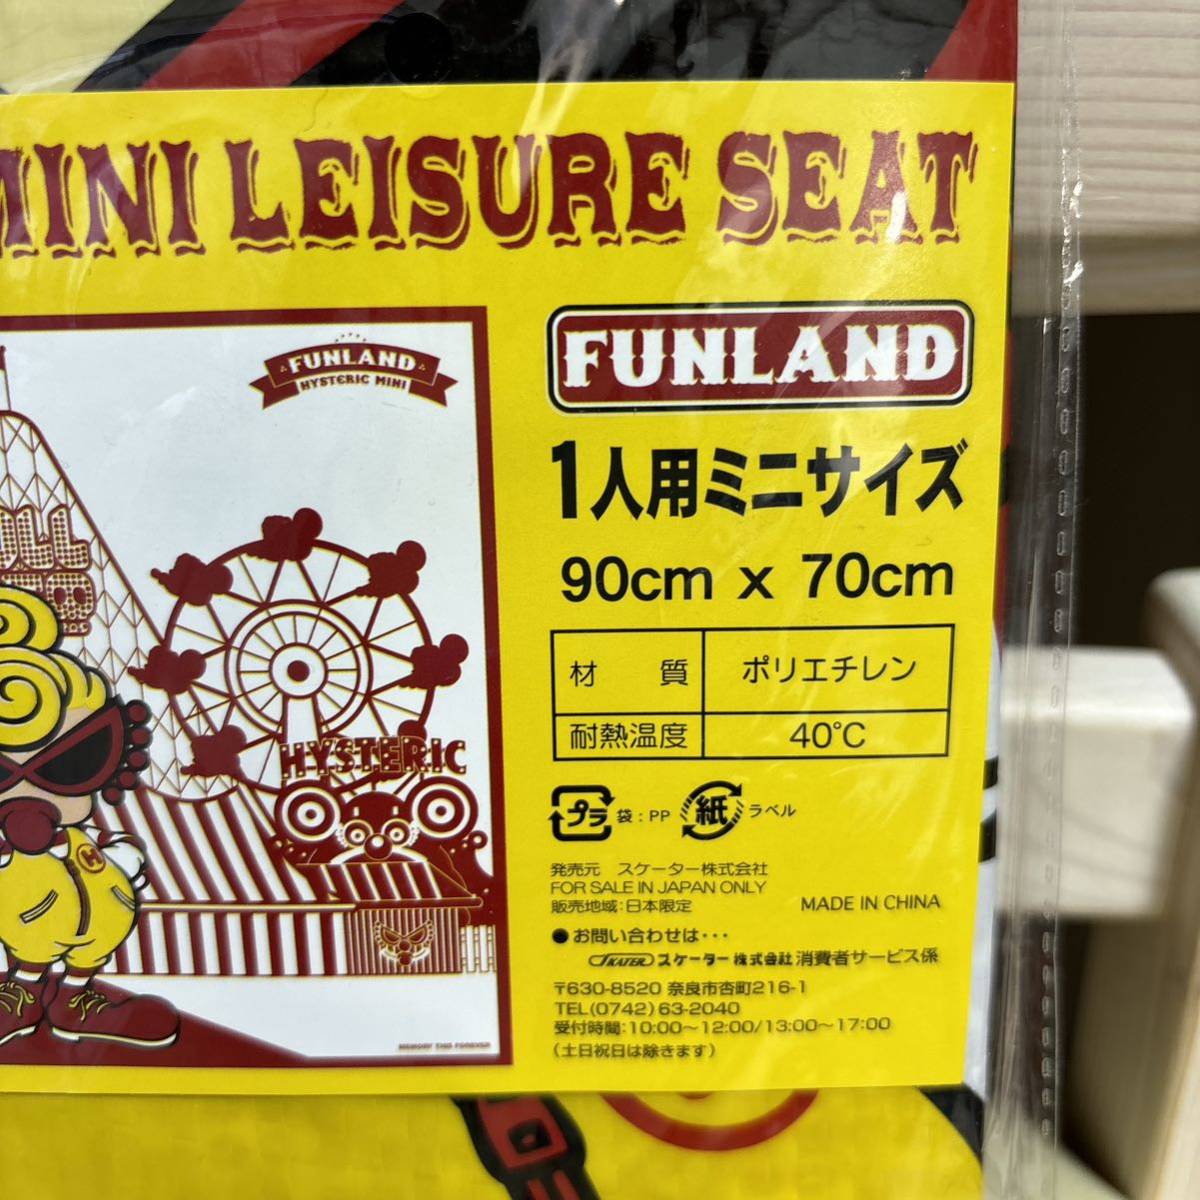 MINI LEISURE SEAT
FUNLAND
HYSTERIC MINI
HYSTERIC
MEMORY THIS FOREVER
FUNLAND
1人用ミニサイズ
90cm x 70cm
材質 ポリエチレン
耐熱温度 40℃
プラ 袋:PP 紙 ラベル
発売元 スケーター株式会社
FOR SALE IN JAPAN ONLY
販売地域:日本限定 MADE IN CHINA
●お問い合わせは・・・
SKATER スケーター株式会社 消費者サービス係
〒630-8520 奈良市杏町216-1
TEL(0742)63-2040
受付時間:10:00～12:00/13:00～17:00
(土日祝日は除きます)